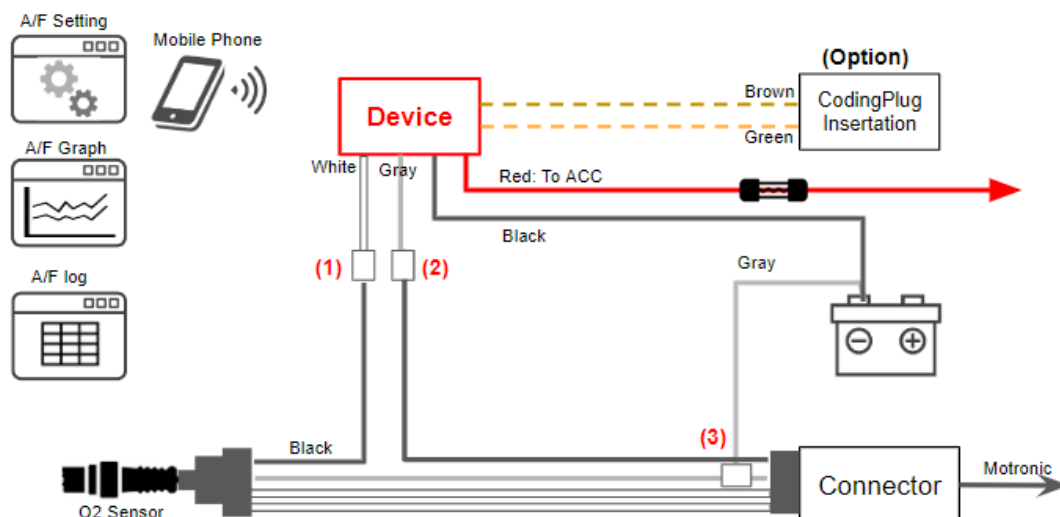 A/F Setting
Mobile Phone
(Option)
Brown
CodingPlug
Insertation
Device
Green
A/F Graph
White
Gray
Red: To ACC
Black
(1)
(2)
Gray
A/F log
(3)
Black
Connector
Motronic
O2 Sensor